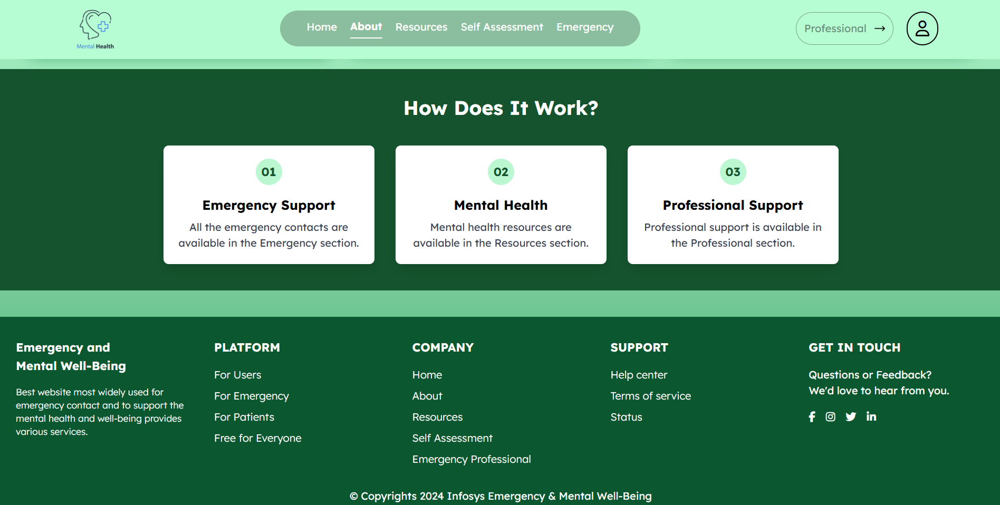 Mental Health
Home About Resources Self Assessment Emergency
Professional
How Does It Work?
01
Emergency Support
All the emergency contacts are
available in the Emergency section.
02
Mental Health
Mental health resources are
available in the Resources section.
03
Professional Support
Professional support is available in
the Professional section.
Emergency and
Mental Well-Being
Best website most widely used for
emergency contact and to support the
mental health and well-being provides
various services.
PLATFORM
For Users
For Emergency
For Patients
Free for Everyone
COMPANY
Home
About
Resources
Self Assessment
Emergency Professional
SUPPORT
Help center
Terms of service
Status
GET IN TOUCH
Questions or Feedback?
We'd love to hear from you.
© Copyrights 2024 Infosys Emergency & Mental Well-Being